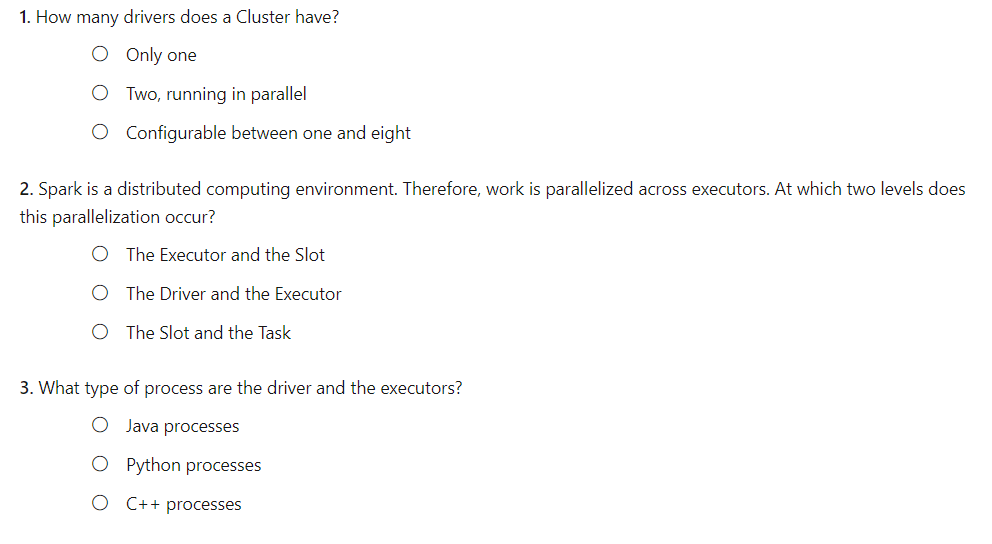 1. How many drivers does a Cluster have?
Only one
Two, running in parallel
Configurable between one and eight
2. Spark is a distributed computing environment. Therefore, work is parallelized across executors. At which two levels does
this parallelization occur?
The Executor and the Slot
The Driver and the Executor
The Slot and the Task
3. What type of process are the driver and the executors?
Java processes
Python processes
C++ processes